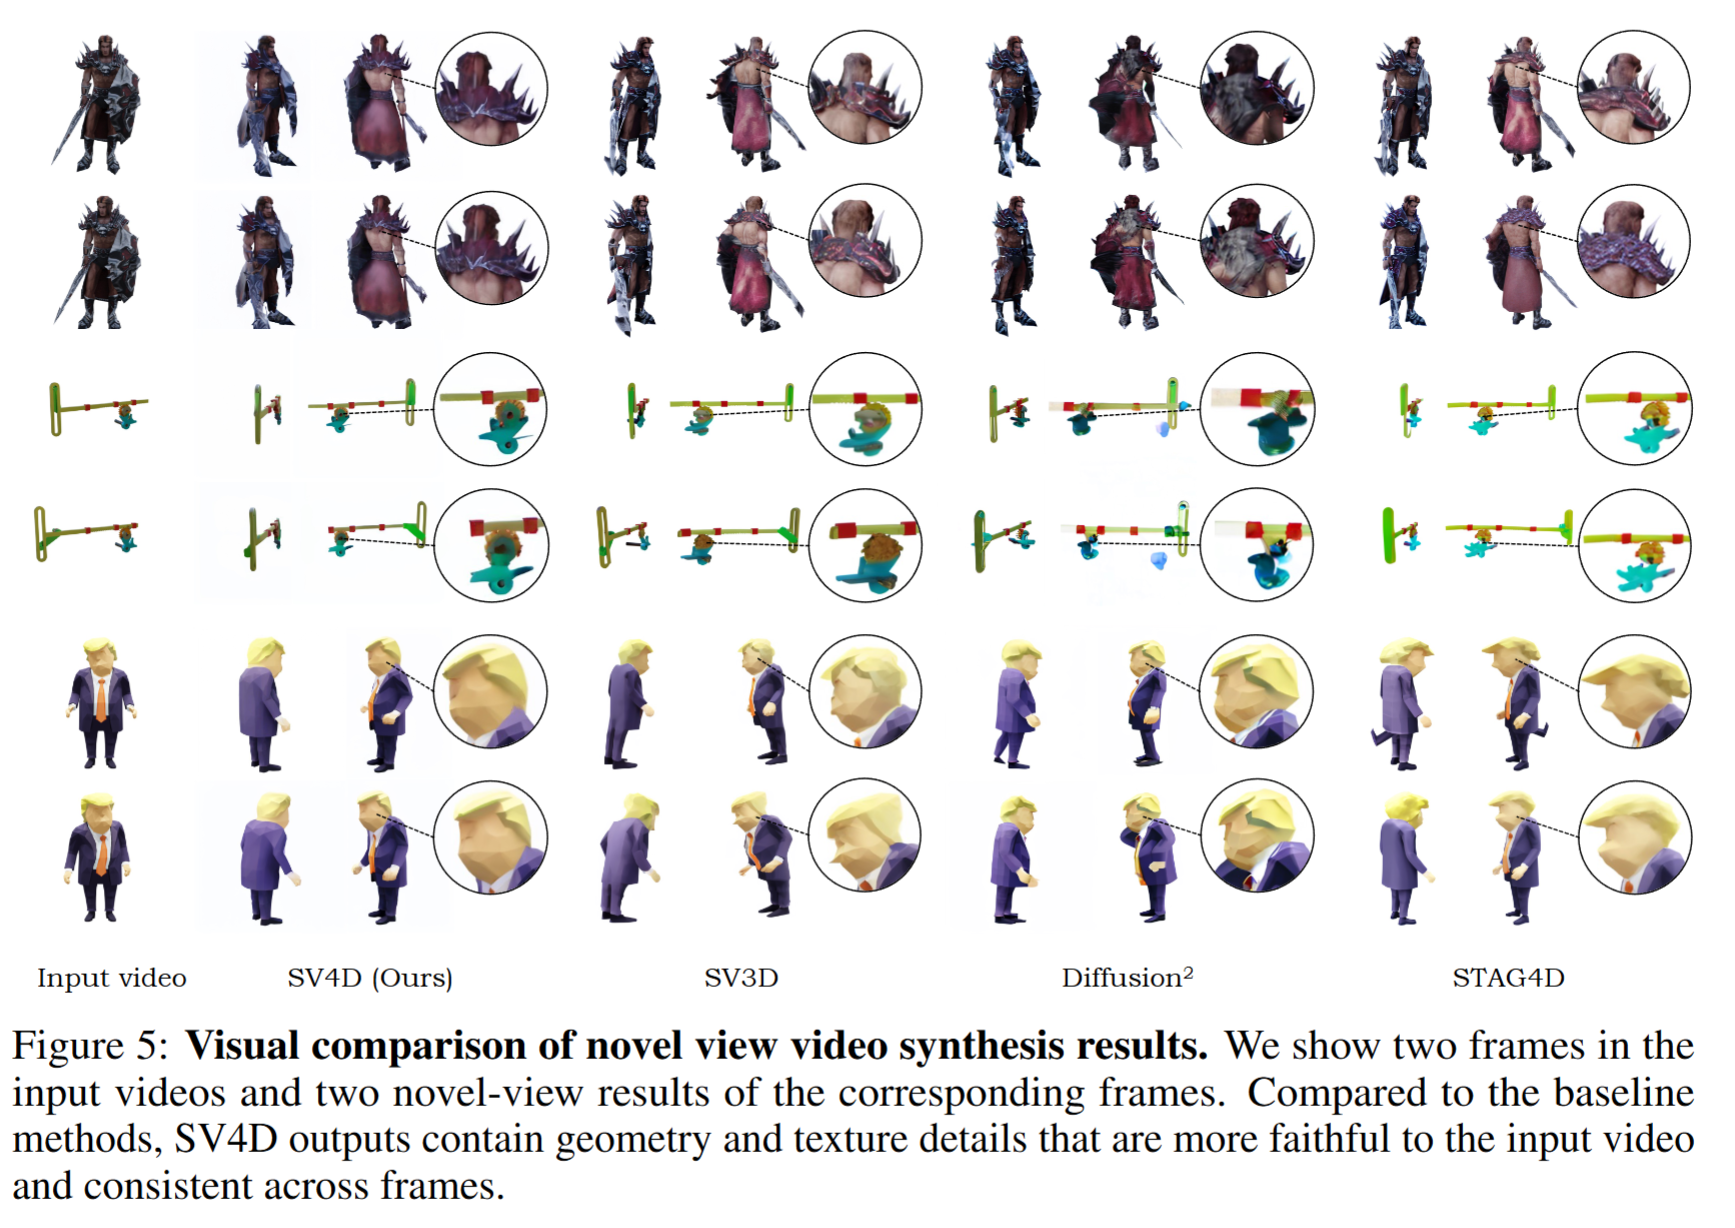 Input video SV4D (Ours) SV3D Diffusion² STAG4D
Figure 5: Visual comparison of novel view video synthesis results. We show two frames in the
input videos and two novel-view results of the corresponding frames. Compared to the baseline
methods, SV4D outputs contain geometry and texture details that are more faithful to the input video
and consistent across frames.